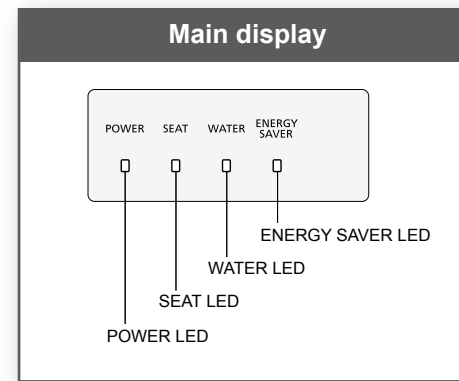 Main display
POWER SEAT WATER ENERGY
SAVER
ENERGY SAVER LED
WATER LED
SEAT LED
POWER LED